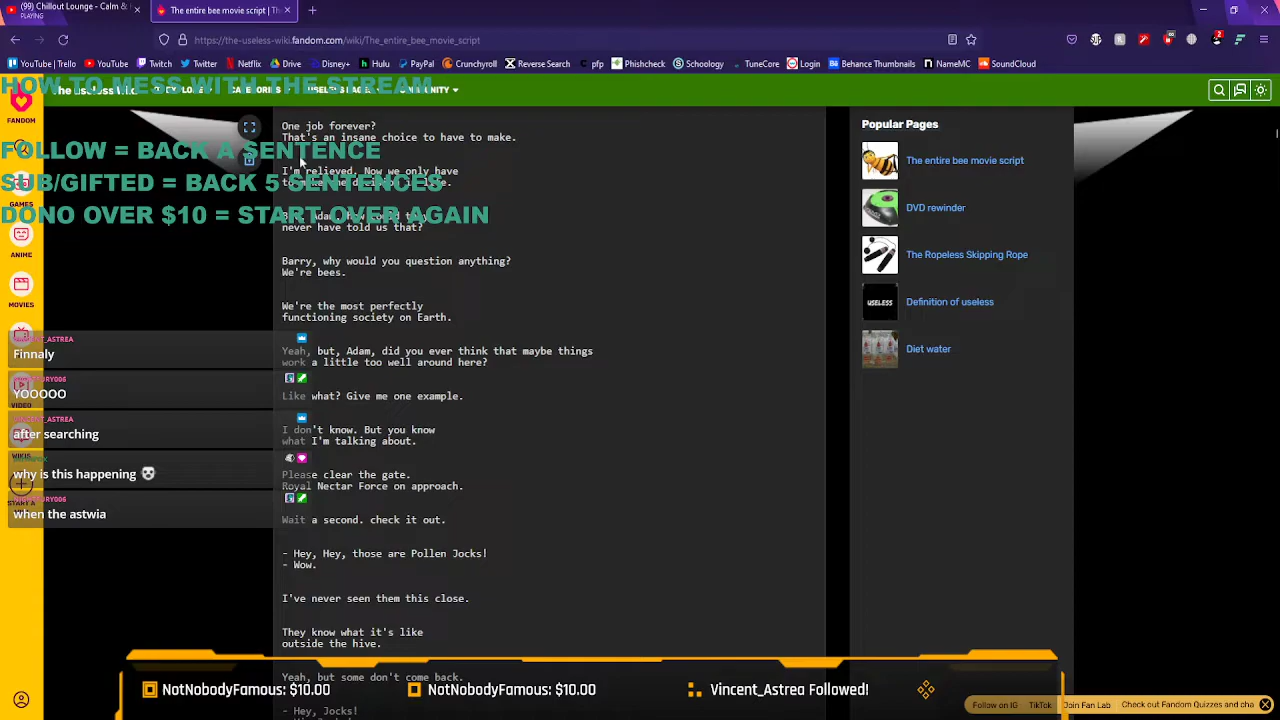 (99) Chillout Lounge - Calm &
PLAYING
The entire bee movie script |
https://the-useless-wiki.fandom.com/wiki/The_entire_bee_movie_script
YouTube | Trello
YouTube
Twitch
Twitter
Netflix
Drive
Disney+
Hulu
PayPal
Crunchyroll
Reverse Search
pfp
Phishcheck
Schoology
TuneCore
Login
Behance Thumbnails
NameMC
SoundCloud
HOW TO MESS WITH THE STREAM
FOLLOW = BACK A SENTENCE
SUB/GIFTED = BACK 5 SENTENCES
DONO OVER $10 = START OVER AGAIN
FANDOM
GAMES
ANIME
MOVIES
VIDEO
WIKIS
START A
One job forever?
That's an insane choice to have to make.
I'm relieved. Now we only have
never have told us that?
Barry, why would you question anything?
We're bees.
We're the most perfectly
functioning society on Earth.
Yeah, but, Adam, did you ever think that maybe things
work a little too well around here?
Like what? Give me one example.
I don't know. But you know
what I'm talking about.
Please clear the gate.
Royal Nectar Force on approach.
Wait a second. check it out.
- Hey, Hey, those are Pollen Jocks!
- Wow.
I've never seen them this close.
They know what it's like
outside the hive.
Yeah, but some don't come back.
- Hey, Jocks!
VINCENT_ASTREA
Finnaly
YOOOOO
VINCENT_ASTREA
after searching
why is this happening
when the astwia
Popular Pages
The entire bee movie script
DVD rewinder
The Ropeless Skipping Rope
USELESS
Definition of useless
Diet water
NotNobodyFamous: $10.00
NotNobodyFamous: $10.00
Vincent_Astrea Followed!
Follow on IG
TikTok
Join Fan Lab
Check out Fandom Quizzes and cha